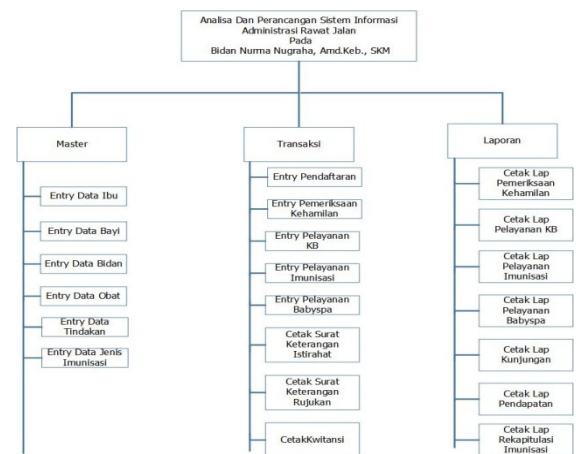 Analisa Dan Perancangan Sistem Informasi
Administrasi Rawat Jalan
Pada
Bidan Nurma Nugraha, Amd.Keb., SKM
Master
Entry Data Ibu
Entry Data Bayi
Entry Data Bidan
Entry Data Obat
Entry Data
Tindakan
Entry Data Jenis
Imunisasi
Transaksi
Entry Pendaftaran
Entry Pemeriksaan
Kehamilan
Entry Pelayanan
KB
Entry Pelayanan
Imunisasi
Entry Pelayanan
Babyspa
Cetak Surat
Keterangan
Istirahat
Cetak Surat
Keterangan
Rujukan
CetakKwitansi
Laporan
Cetak Lap
Pemeriksaan
Kehamilan
Cetak Lap
Pelayanan KB
Cetak Lap
Pelayanan
Imunisasi
Cetak Lap
Pelayanan
Babyspa
Cetak Lap
Kunjungan
Cetak Lap
Pendapatan
Cetak Lap
Rekapitulasi
Imunisasi